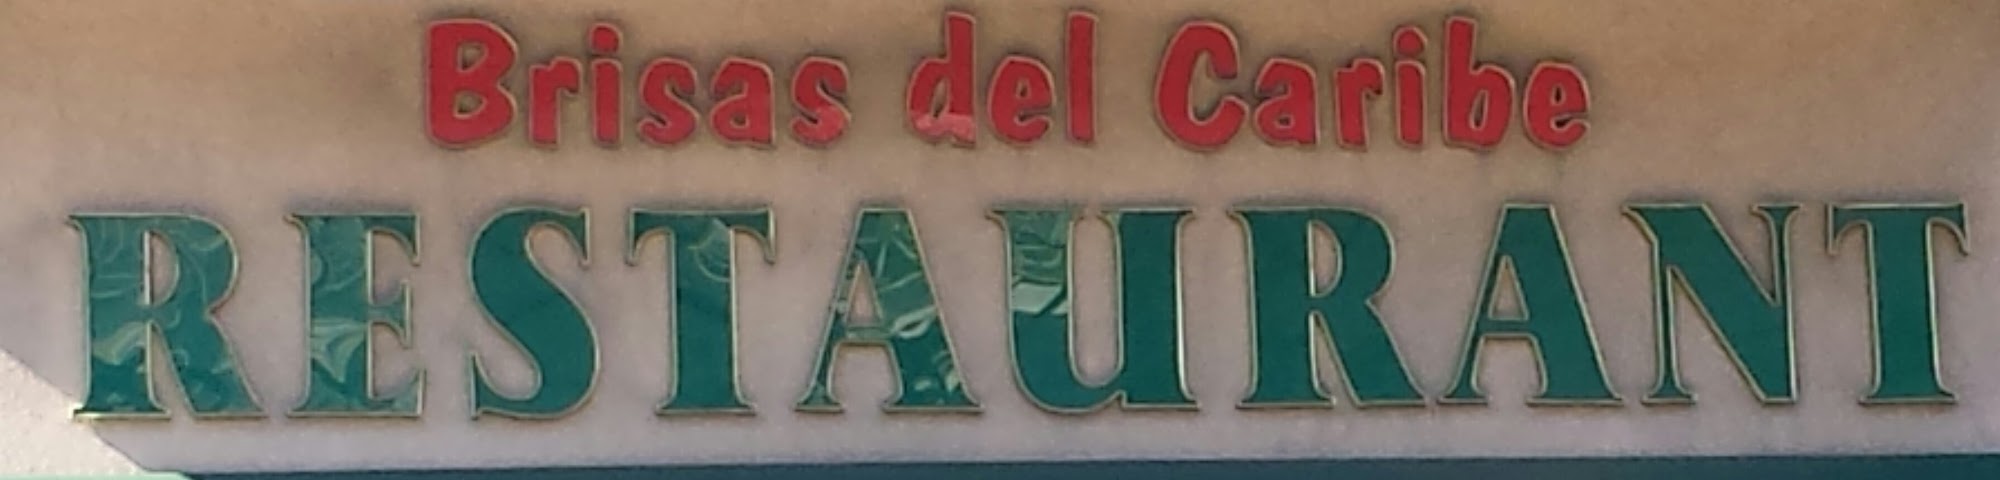 Brisas del Caribe
RESTAURANT